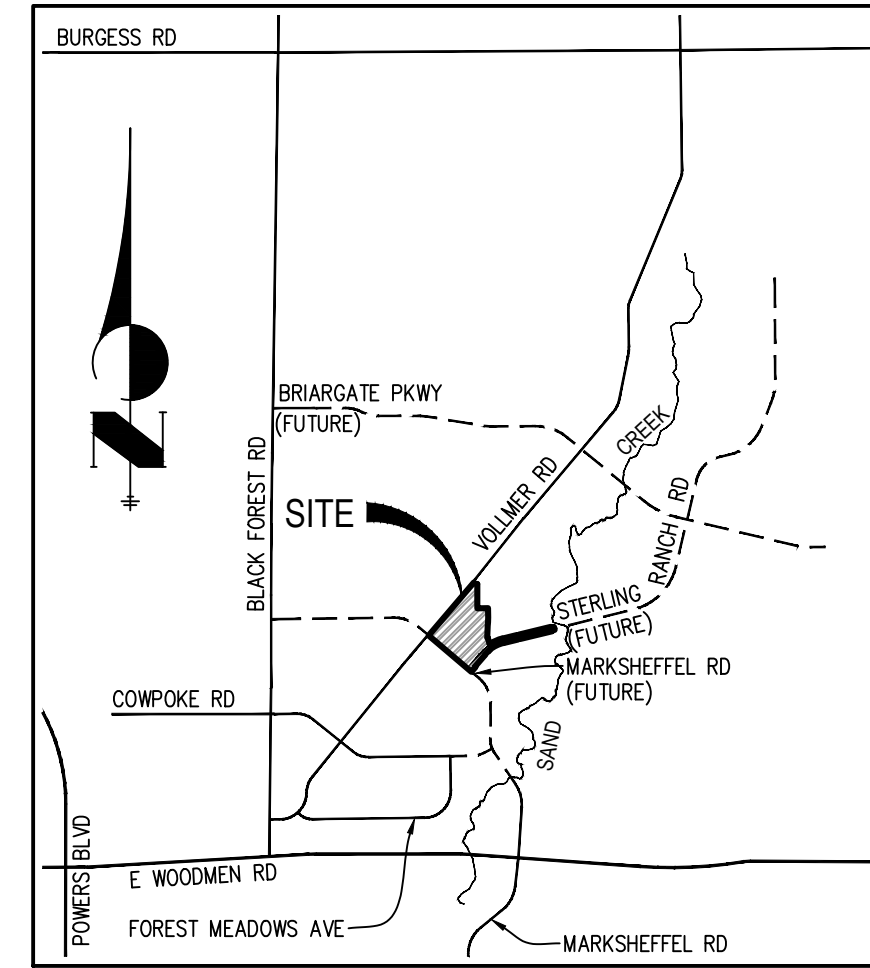 BURGESS RD
N
BRIARGATE PKWY
(FUTURE)
BLACK FOREST RD
SITE
VOLLMER RD
CREEK
RANCH RD
STERLING
(FUTURE)
MARKSHEFFEL RD
(FUTURE)
COWPOKE RD
SAND
POWERS BLVD
E WOODMEN RD
FOREST MEADOWS AVE
MARKSHEFFEL RD